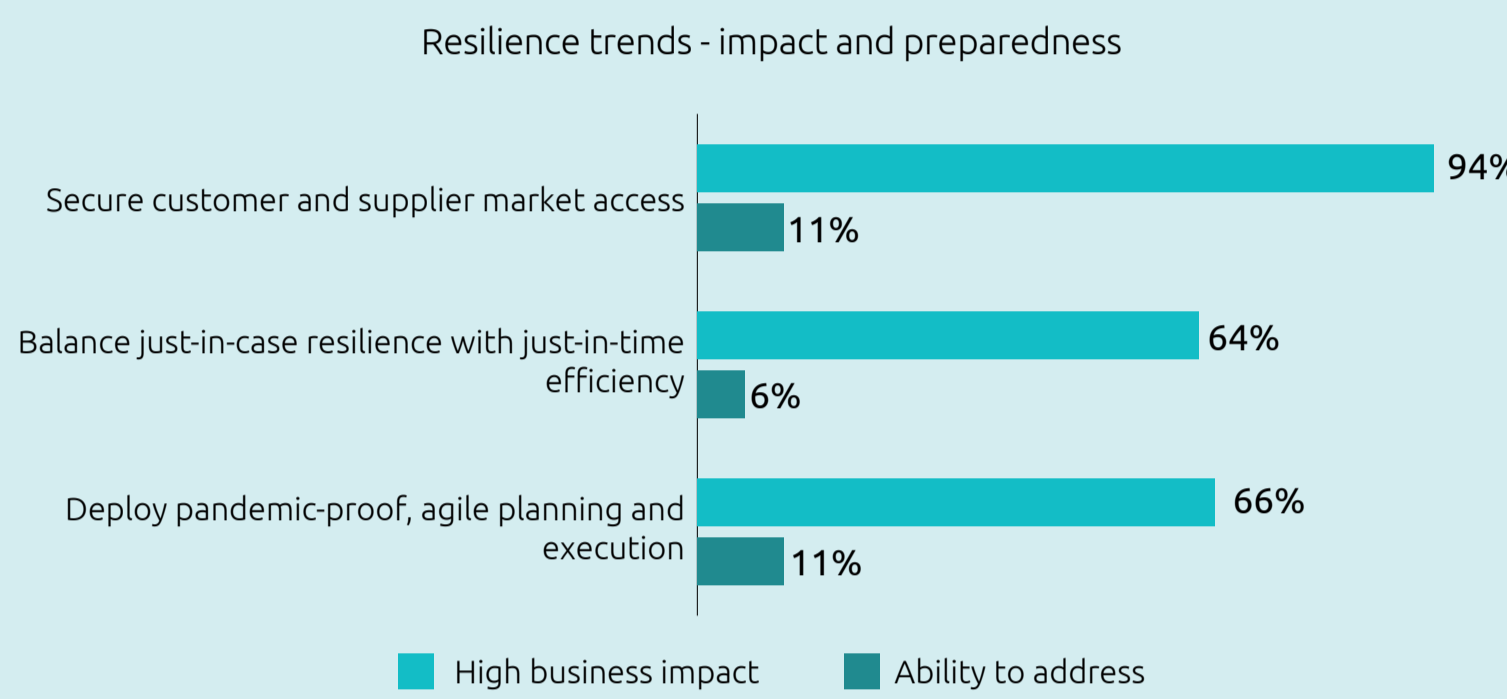 Resilience trends - impact and preparedness
Secure customer and supplier market access
94%
11%
Balance just-in-case resilience with just-in-time
efficiency
64%
6%
Deploy pandemic-proof, agile planning and
execution
66%
11%
High business impact
Ability to address